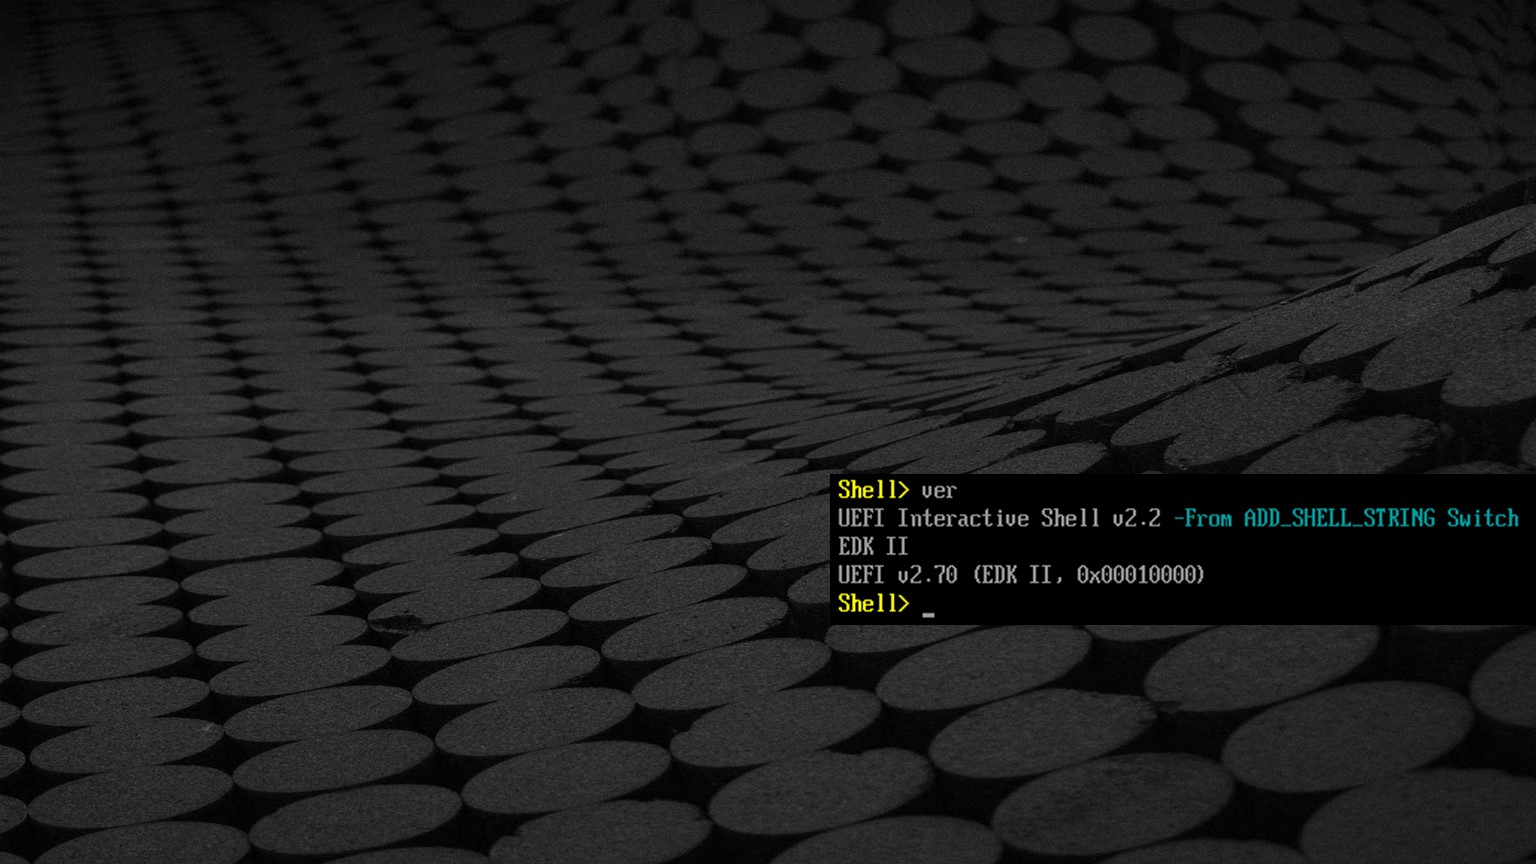 Shell> ver
UEFI Interactive Shell v2.2 -From ADD_SHELL_STRING Switch
EDK II
UEFI v2.70 (EDK II, 0x00010000)
Shell> _